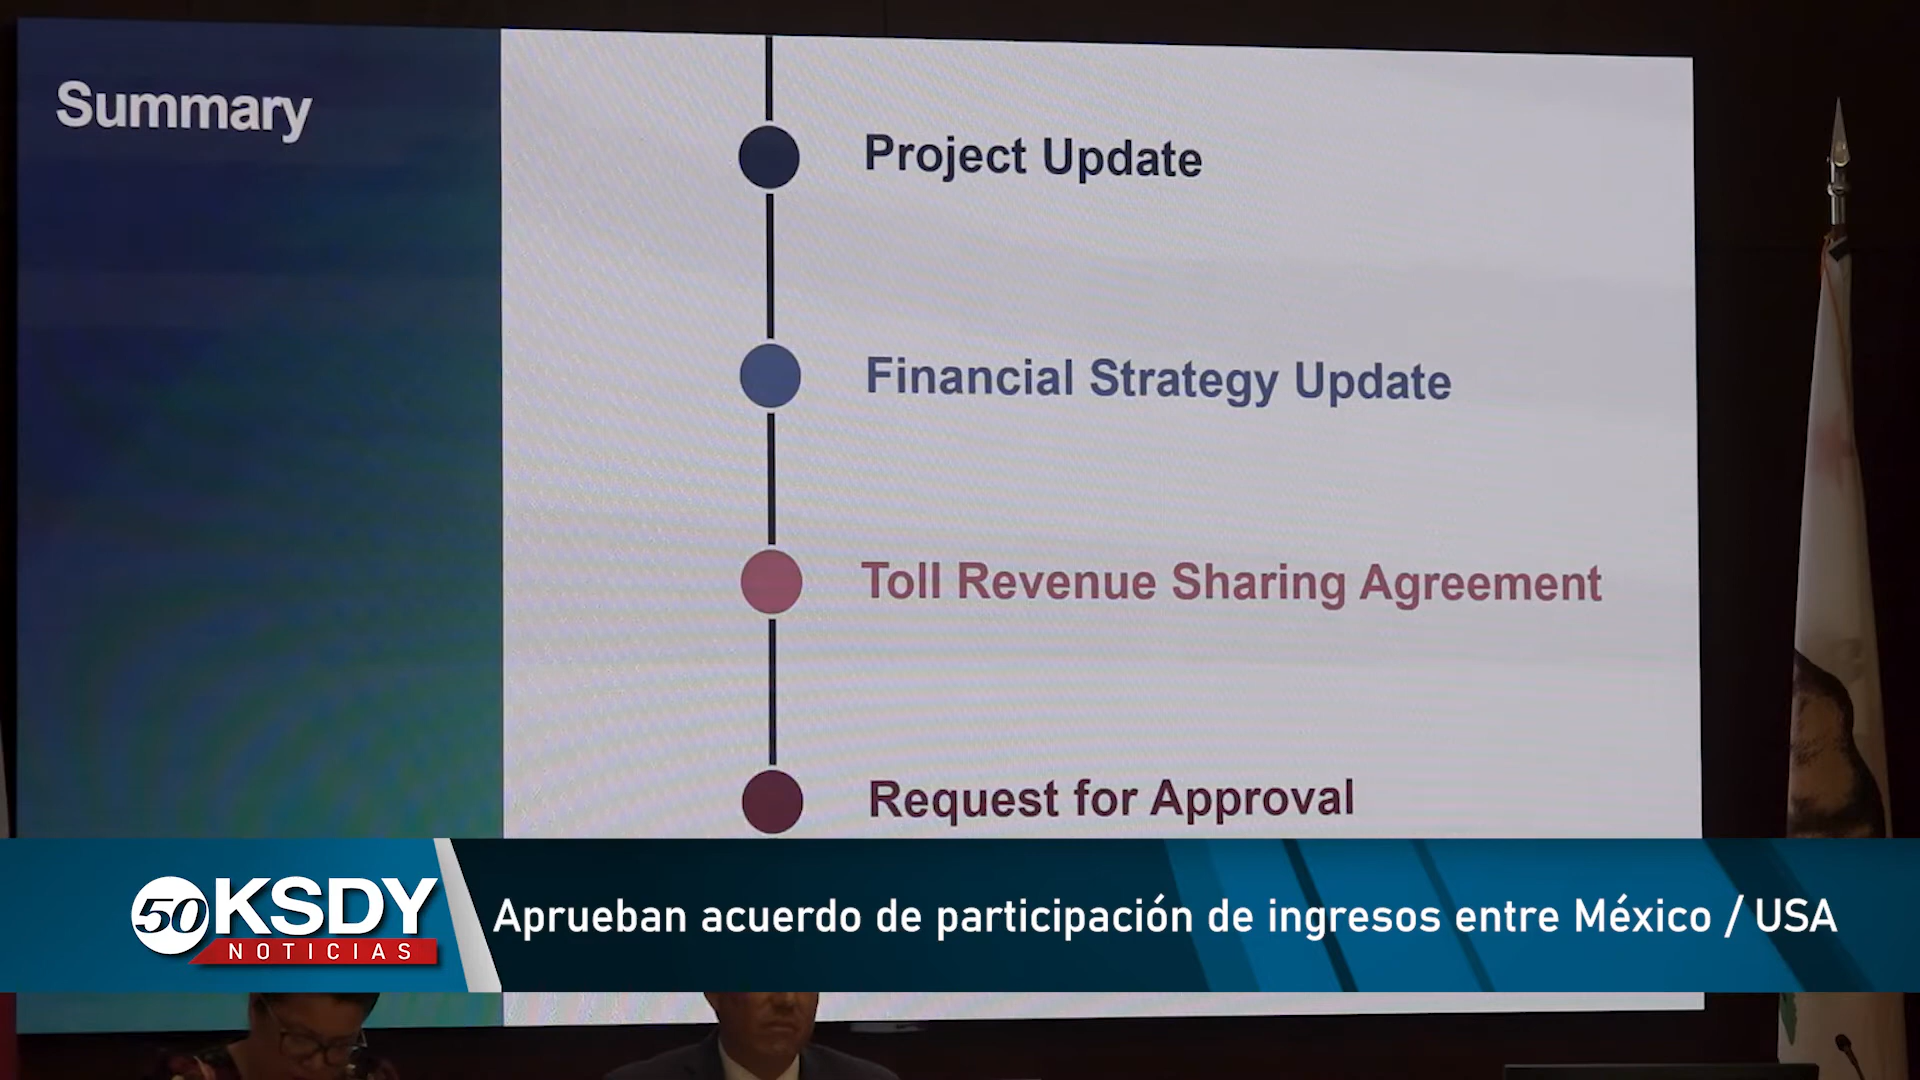 Summary
Project Update
Financial Strategy Update
Toll Revenue Sharing Agreement
Request for Approval
50 KSDY
NOTICIAS
Aprueban acuerdo de participación de ingresos entre México / USA